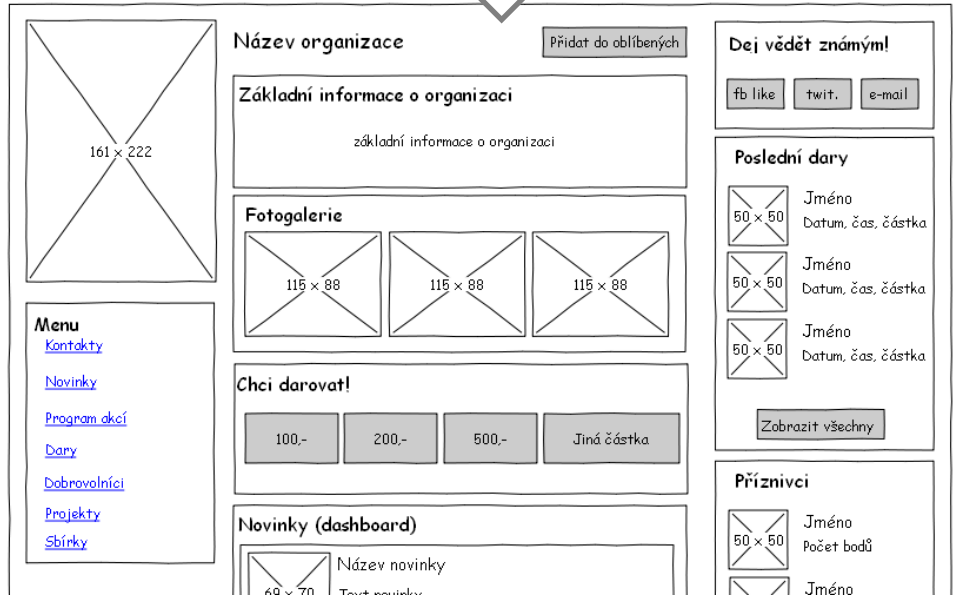 161 × 222
Menu
Kontakty
Novinky
Program akcí
Dary
Dobrovolníci
Projekty
Sbírky
Název organizace
Přidat do oblíbených
Základní informace o organizaci
základní informace o organizaci
Fotogalerie
115 × 88
115 × 88
115 × 88
Chci darovat!
100,-
200,-
500,-
Jiná částka
Novinky (dashboard)
69 × 70
Název novinky
Text novinky
Dej vědět známým!
fb like
twit.
e-mail
Poslední dary
50 × 50
Jméno
Datum, čas, částka
50 × 50
Jméno
Datum, čas, částka
50 × 50
Jméno
Datum, čas, částka
Zobrazit všechny
Příznivci
50 × 50
Jméno
Počet bodů
Jméno